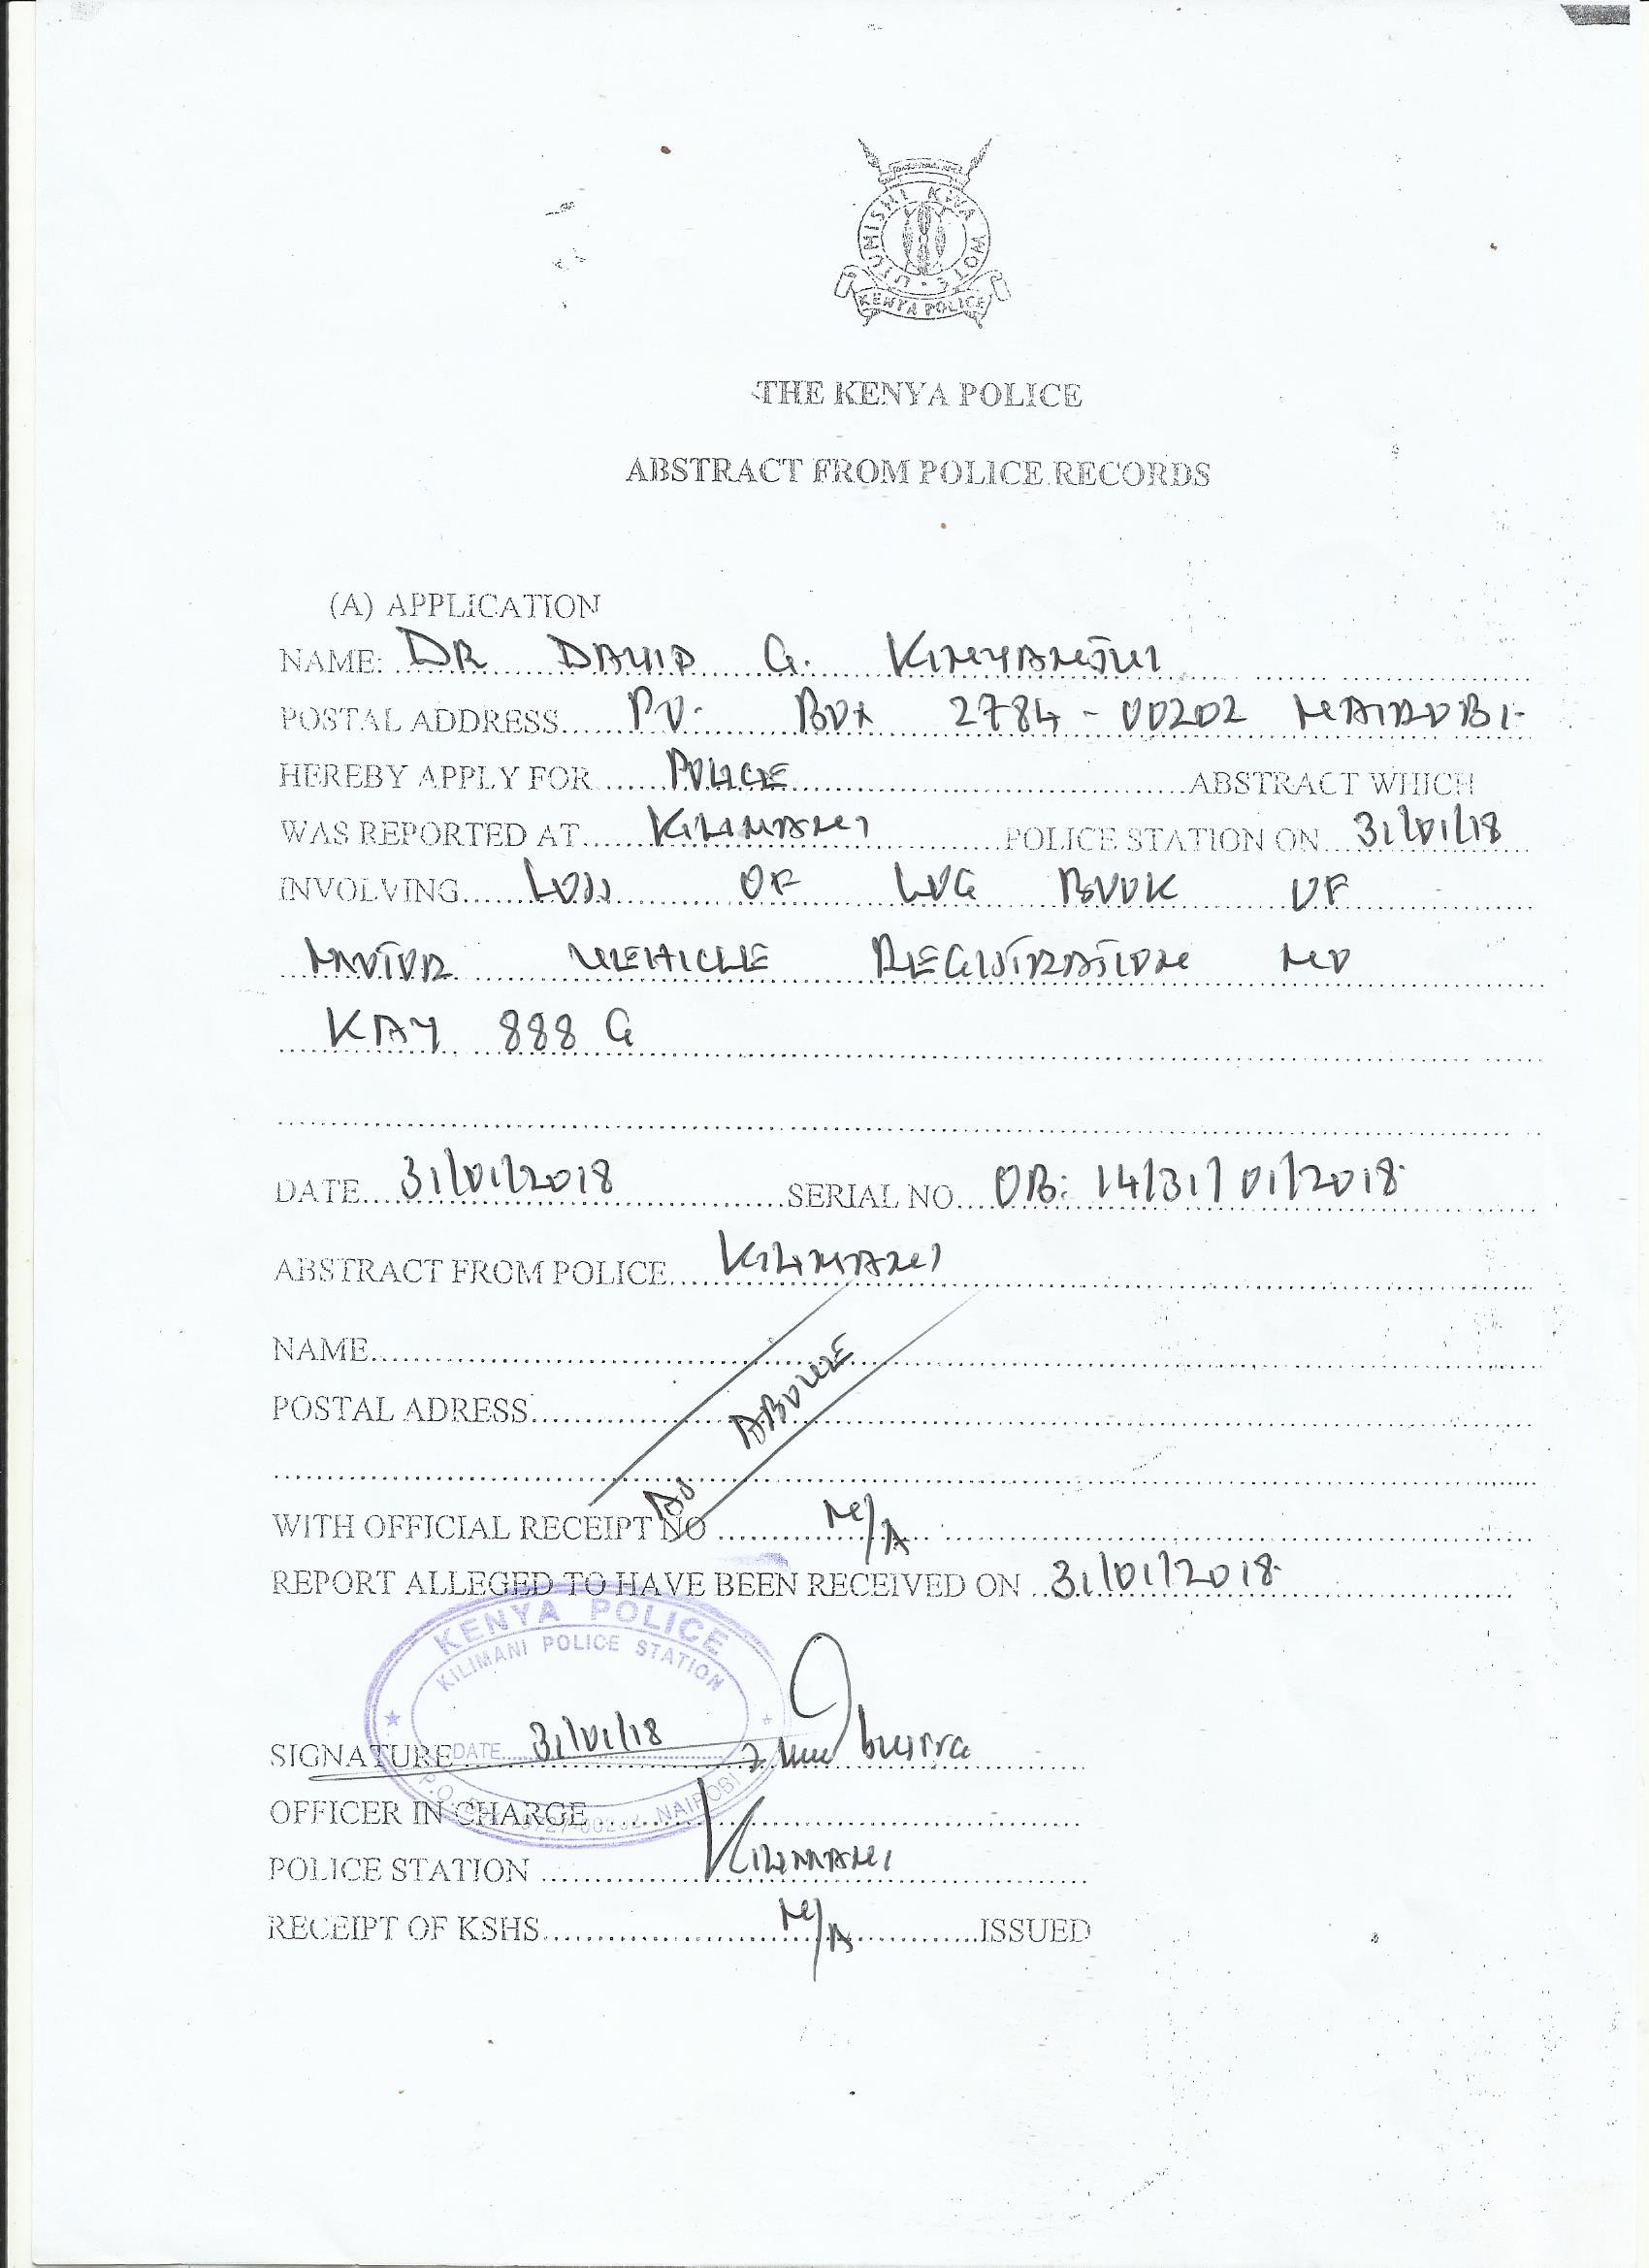 UTUMISHI KWA WOTE
KENYA POLICE
THE KENYA POLICE
ABSTRACT FROM POLICE RECORDS
(A) APPLICATION
NAME: DR DAVID G. KINYANJUI
POSTAL ADDRESS P.O. BOX 2784 - 00202 NAIROBI.
HEREBY APPLY FOR POLICE ABSTRACT WHICH
WAS REPORTED AT KILIMANI POLICE STATION ON 31/01/18
INVOLVING LOSS OF LOG BOOK OF
MOTOR VEHICLE REGISTRATION NO
KAY 888 G
DATE 31/01/2018 SERIAL NO. OB: 14/31/01/2018
ABSTRACT FROM POLICE KILIMANI
NAME
POSTAL ADRESS
AS ABOVE
WITH OFFICIAL RECEIPT NO N/A
REPORT ALLEGED TO HAVE BEEN RECEIVED ON 31/01/2018
KENYA POLICE
KILIMANI POLICE STATION
SIGNATURE
DATE 31/01/18
P.O. NAIROBI
OFFICER IN CHARGE
POLICE STATION KILIMANI
RECEIPT OF KSHS N/A ISSUED